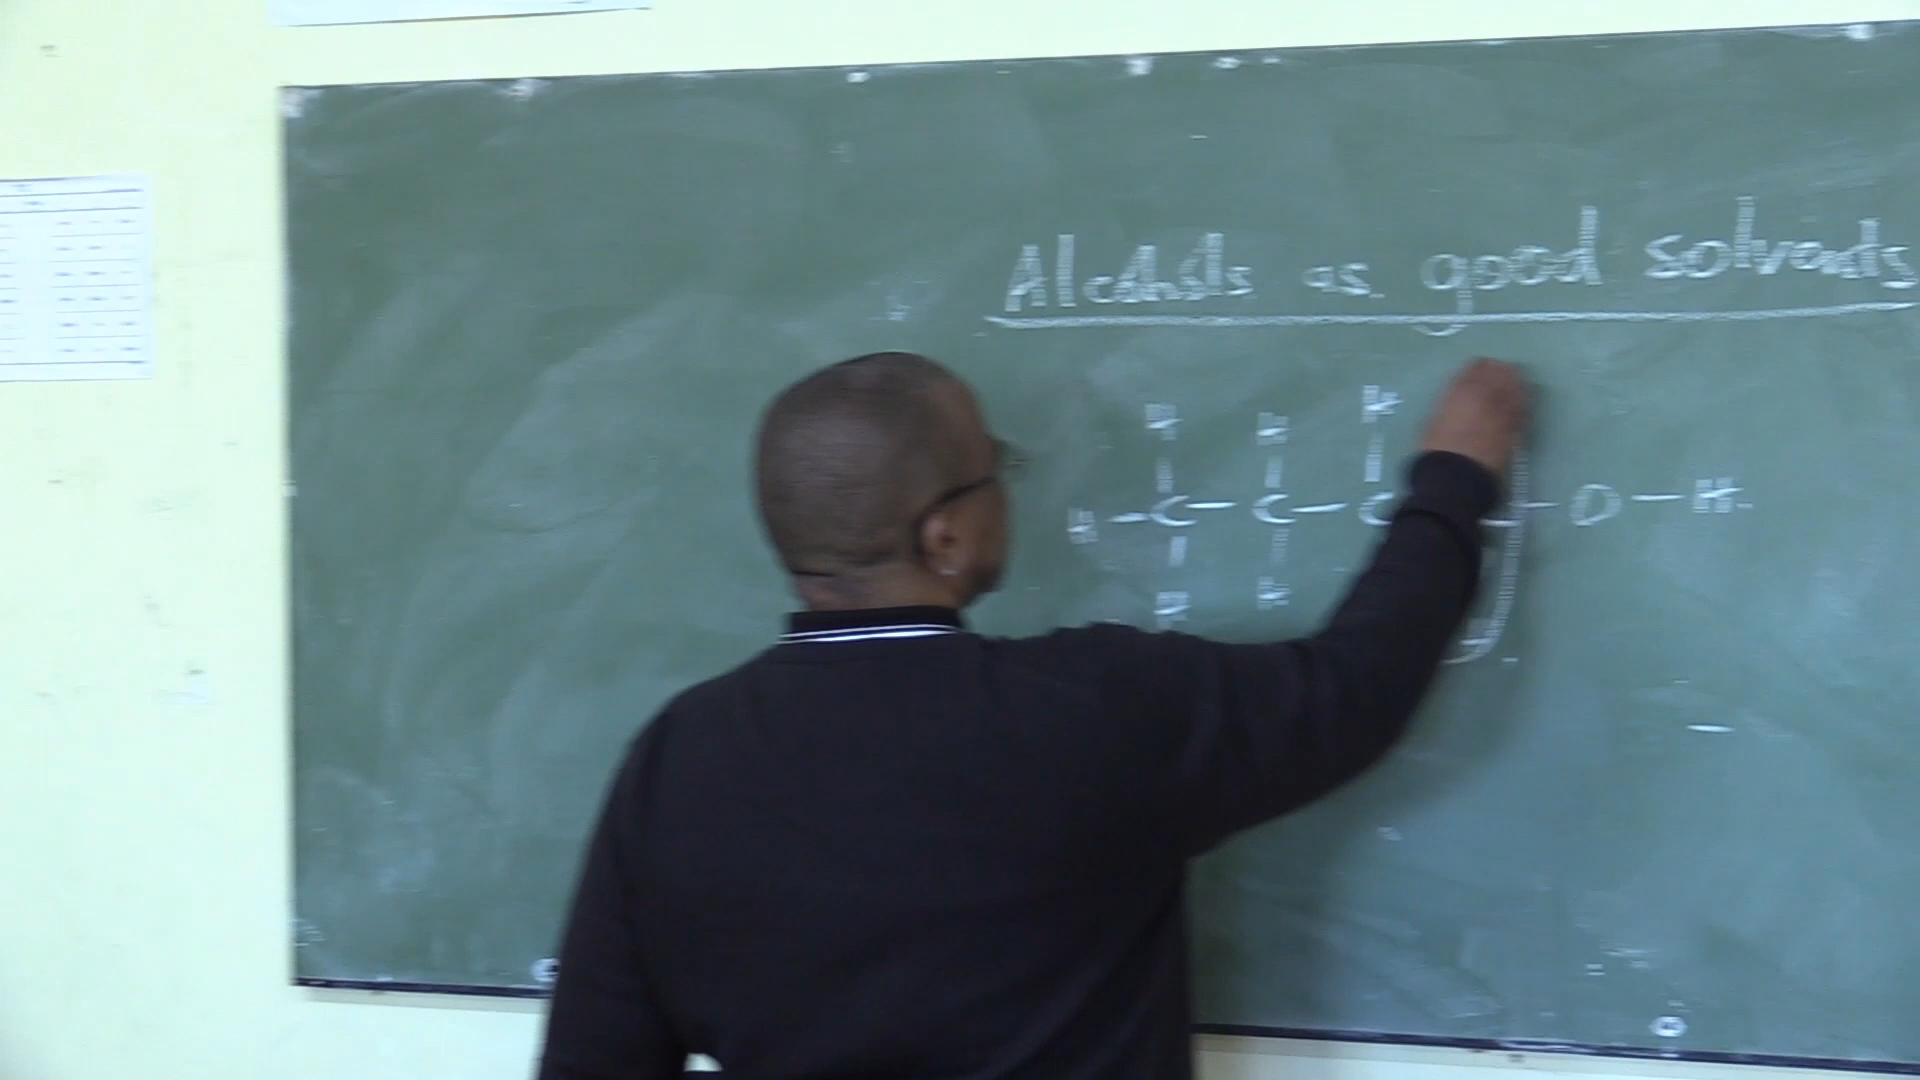 Alcohols as good solvents
H H H
H - C - C - C - O - H
H H